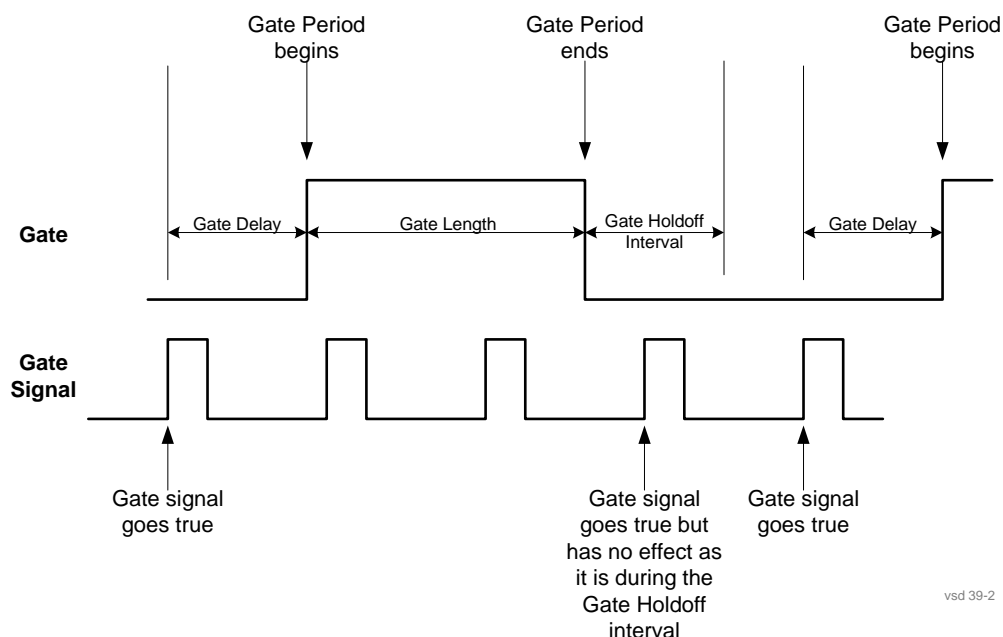 Gate Period
begins
Gate Period
ends
Gate Period
begins
Gate
Gate Delay
Gate Length
Gate Holdoff
Interval
Gate Delay
Gate
Signal
Gate signal
goes true
Gate signal
goes true but
has no effect as
it is during the
Gate Holdoff
interval
Gate signal
goes true
vsd 39-2